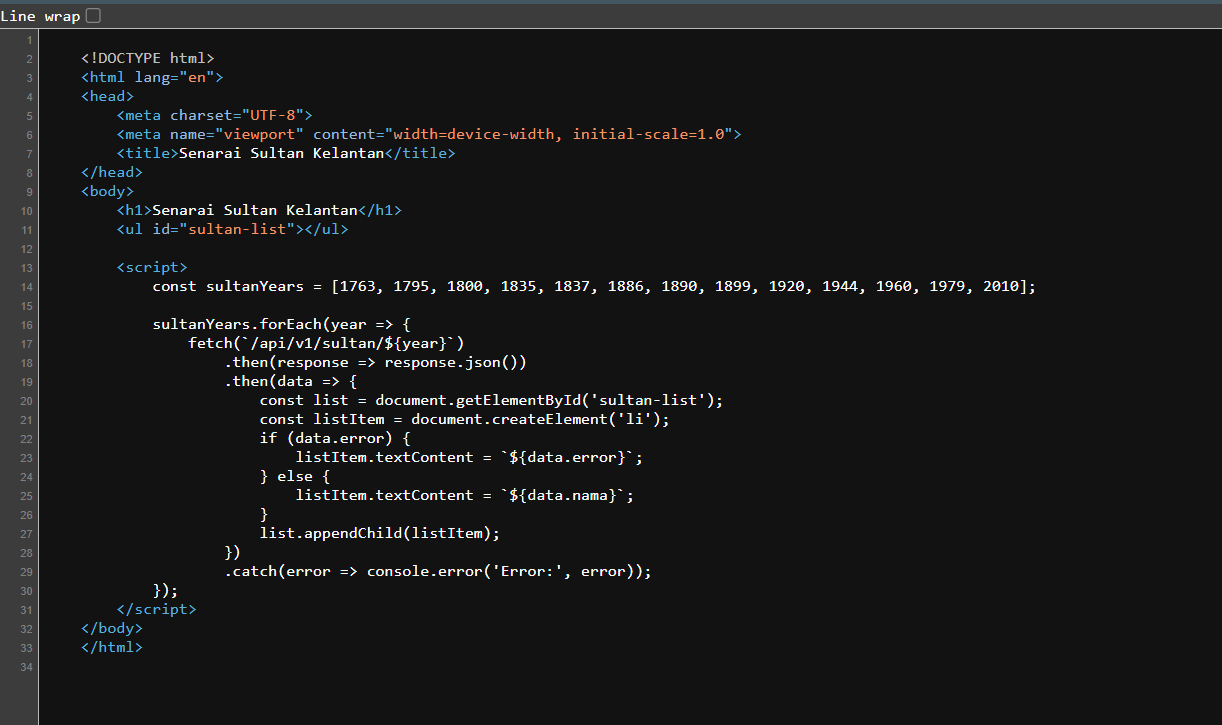 Line wrap
1
2 <!DOCTYPE html>
3 <html lang="en">
4 <head>
5 <meta charset="UTF-8">
6 <meta name="viewport" content="width=device-width, initial-scale=1.0">
7 <title>Senarai Sultan Kelantan</title>
8 </head>
9 <body>
10 <h1>Senarai Sultan Kelantan</h1>
11 <ul id="sultan-list"></ul>
12
13 <script>
14 const sultanYears = [1763, 1795, 1800, 1835, 1837, 1886, 1890, 1899, 1920, 1944, 1960, 1979, 2010];
15
16 sultanYears.forEach(year => {
17 fetch(`/api/v1/sultan/${year}`)
18 .then(response => response.json())
19 .then(data => {
20 const list = document.getElementById('sultan-list');
21 const listItem = document.createElement('li');
22 if (data.error) {
23 listItem.textContent = `${data.error}`;
24 } else {
25 listItem.textContent = `${data.nama}`;
26 }
27 list.appendChild(listItem);
28 })
29 .catch(error => console.error('Error:', error));
30 });
31 </script>
32 </body>
33 </html>
34